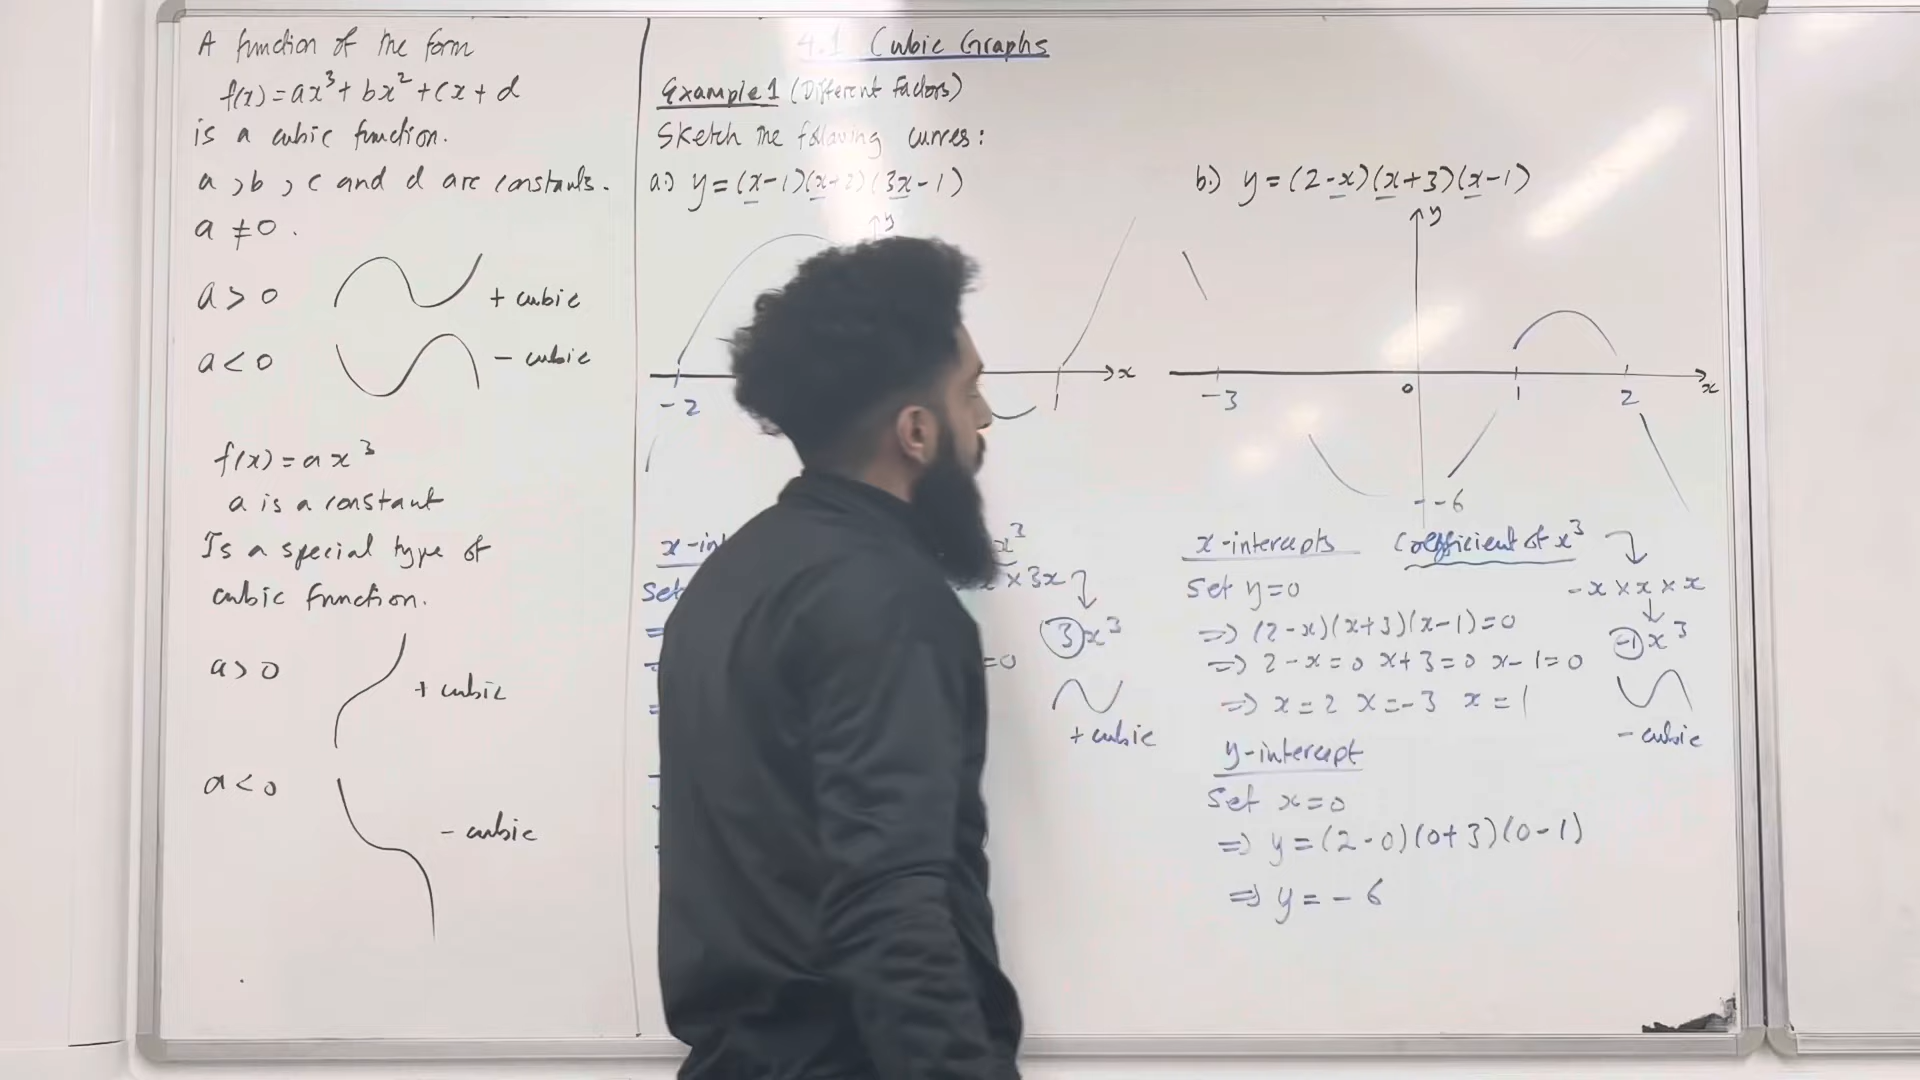 A function of the form
f(x)=ax³+bx²+cx+d
is a cubic function.
a, b, c and d are constants.
a ≠ 0.
a > 0
+ cubic
a < 0
- cubic
f(x)=ax³
a is a constant
Is a special type of
cubic function.
a > 0
+ cubic
a < 0
- cubic
4.1 Cubic Graphs
Example 1 (Different Factors)
Sketch the following curves:
a.) y=(x-1)(x+2)(3x-1)
y
x
-2
1
x³
x × 3x
3x³
=0
+ cubic
b.) y=(2-x)(x+3)(x-1)
y
-3
0
1
2
x
-6
x-intercepts
Set y=0
=> (2-x)(x+3)(x-1)=0
=> 2-x=0 x+3=0 x-1=0
=> x=2 x=-3 x=1
y-intercept
Set x=0
=> y=(2-0)(0+3)(0-1)
=> y=-6
Coefficient of x³
-x × x × x
-1x³
- cubic